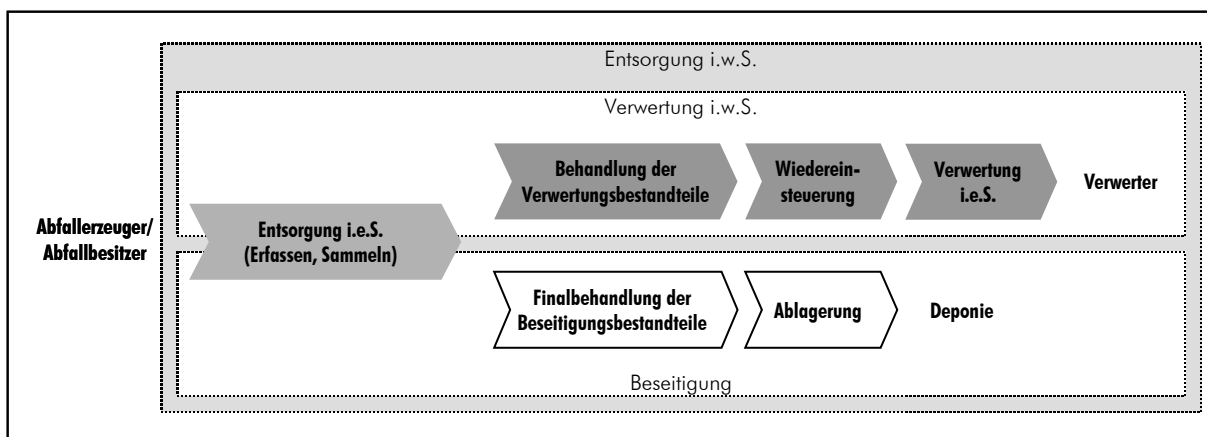 Entsorgung i.w.S.
Verwertung i.w.S.
Behandlung der
Verwertungsbestandteile
Wiederein-
steuerung
Verwertung
i.e.S.
Verwerter
Abfallerzeuger/
Abfallbesitzer
Entsorgung i.e.S.
(Erfassen, Sammeln)
Finalbehandlung der
Beseitigungsbestandteile
Ablagerung
Deponie
Beseitigung